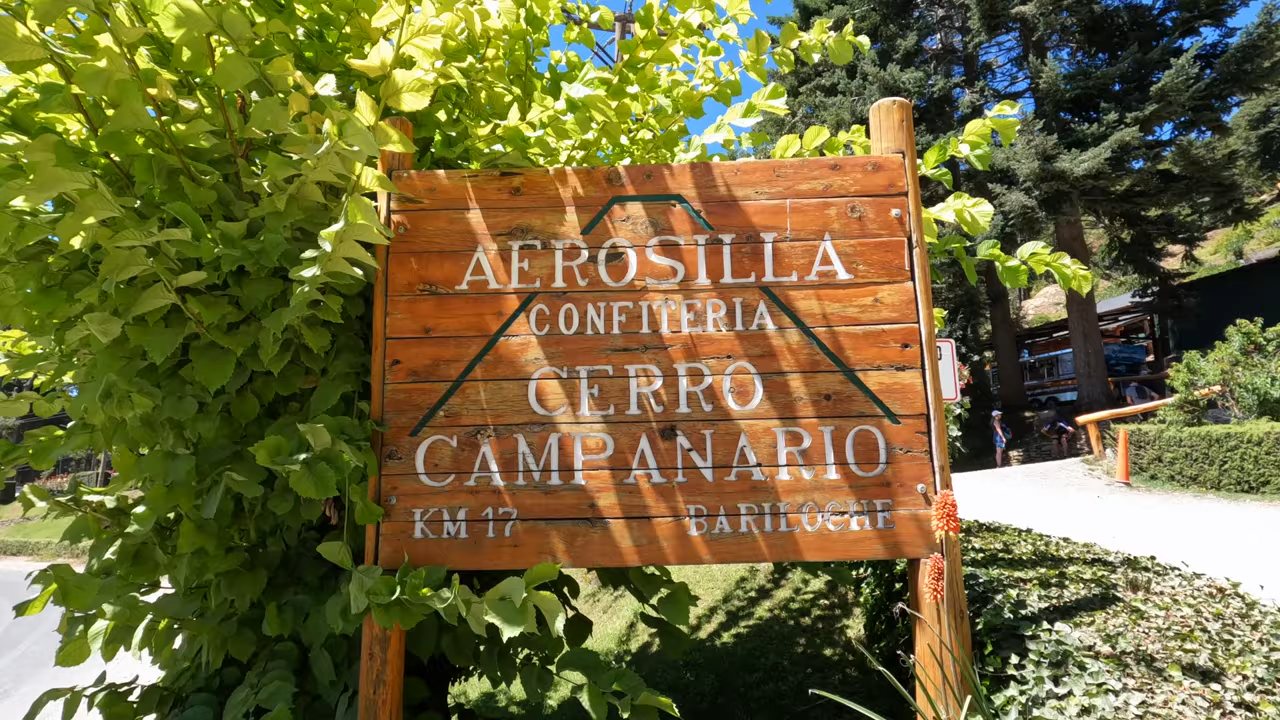 AEROSILLA
CONFITERIA
CERRO
CAMPANARIO
KM 17 BARILOCHE